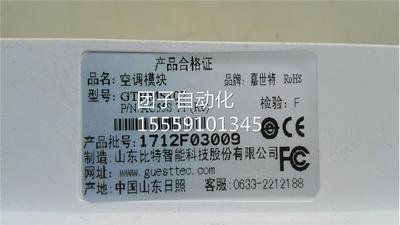 产品合格证
品名：空调模块 品牌：嘉世特 RoHS
型号：
团子自动化
检验：F
15559101345
产品批号：1712F03009
制造：山东比特智能科技股份有限公司
www.guesttec.com
产地：中国山东日照 客服：0633-2212188
FC